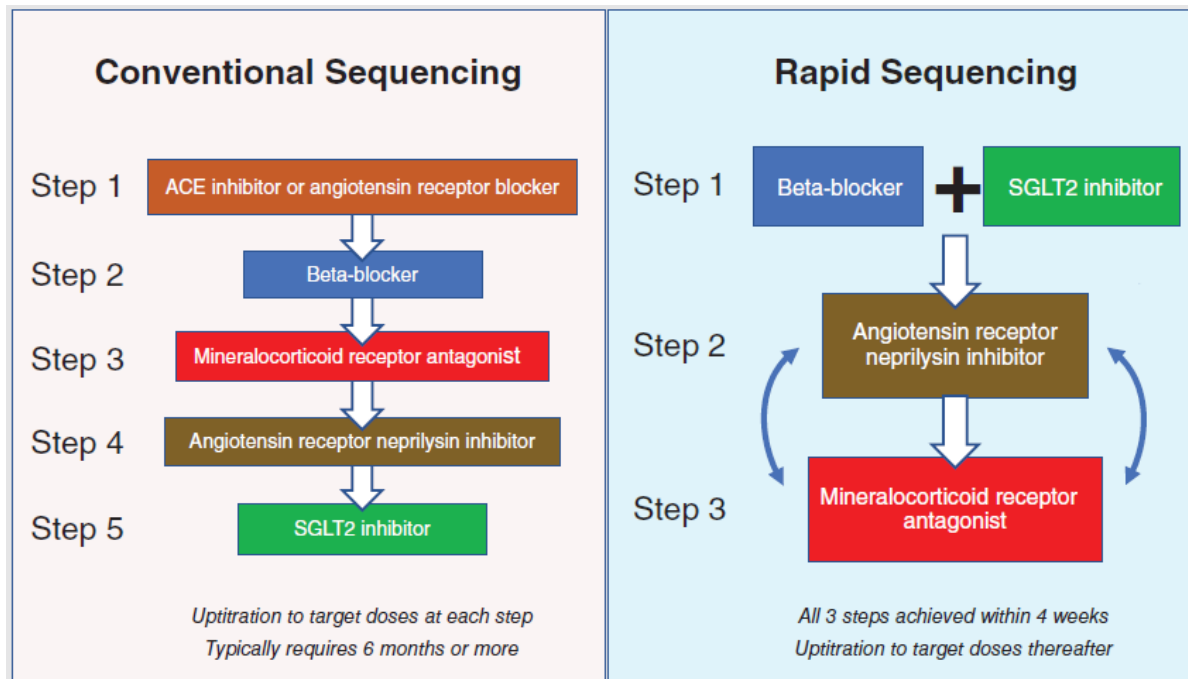 Conventional Sequencing
Step 1
ACE inhibitor or angiotensin receptor blocker
Step 2
Beta-blocker
Step 3
Mineralocorticoid receptor antagonist
Step 4
Angiotensin receptor neprilysin inhibitor
Step 5
SGLT2 inhibitor
Uptitration to target doses at each step
Typically requires 6 months or more
Rapid Sequencing
Step 1
Beta-blocker
+
SGLT2 inhibitor
Step 2
Angiotensin receptor
neprilysin inhibitor
Step 3
Mineralocorticoid receptor
antagonist
All 3 steps achieved within 4 weeks
Uptitration to target doses thereafter